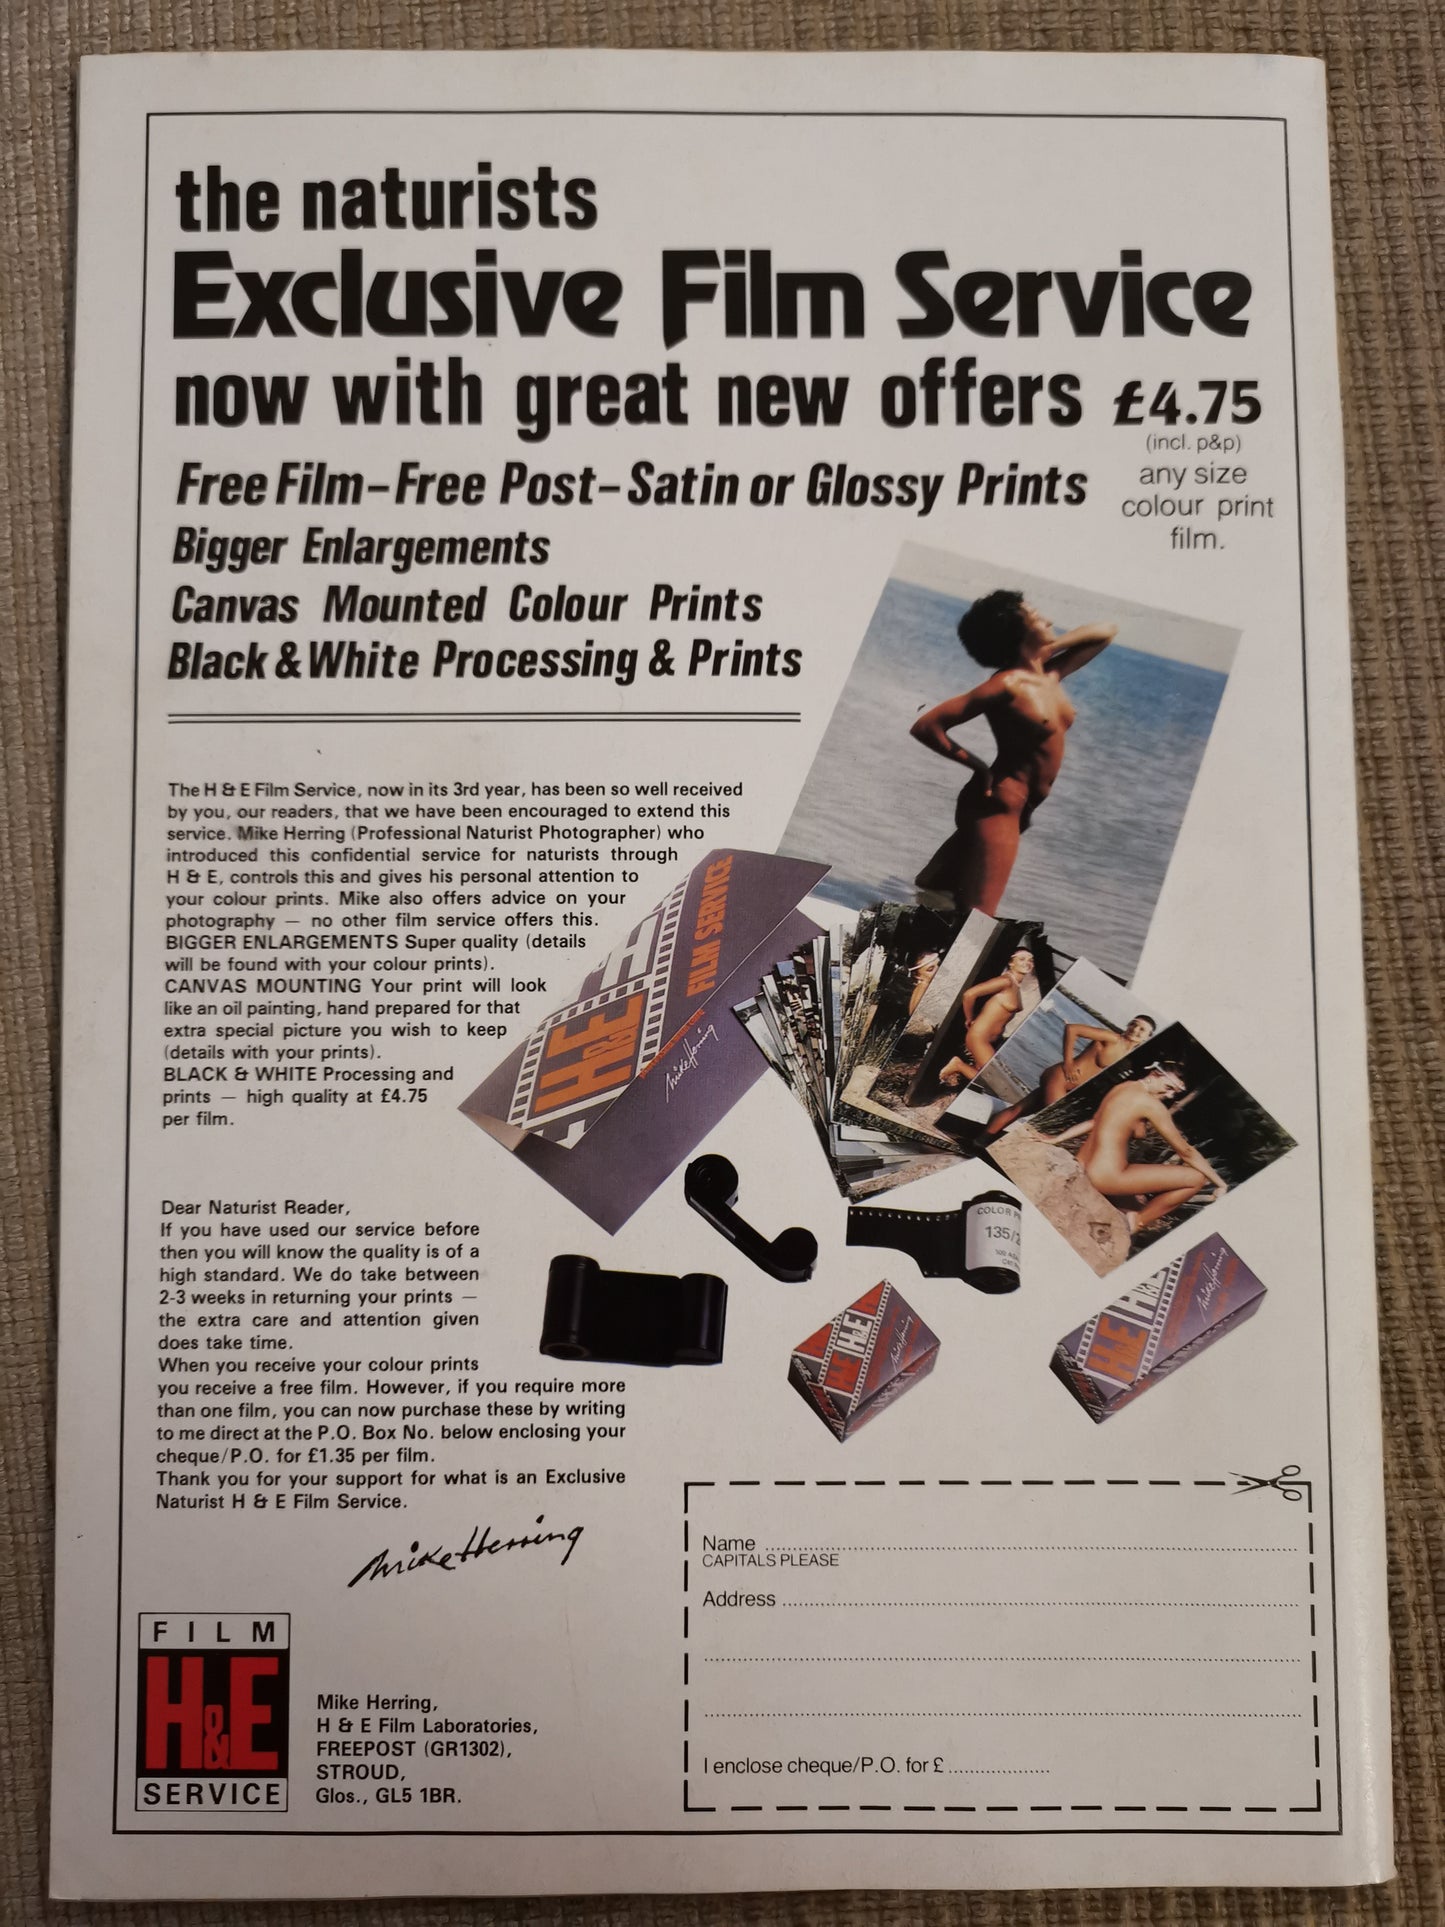 the naturists
Exclusive Film Service
now with great new offers £4.75
(incl. p&p)
any size
colour print
film.
Free Film–Free Post–Satin or Glossy Prints
Bigger Enlargements
Canvas Mounted Colour Prints
Black & White Processing & Prints
The H & E Film Service, now in its 3rd year, has been so well received
by you, our readers, that we have been encouraged to extend this
service. Mike Herring (Professional Naturist Photographer) who
introduced this confidential service for naturists through
H & E, controls this and gives his personal attention to
your colour prints. Mike also offers advice on your
photography — no other film service offers this.
BIGGER ENLARGEMENTS Super quality (details
will be found with your colour prints).
CANVAS MOUNTING Your print will look
like an oil painting, hand prepared for that
extra special picture you wish to keep
(details with your prints).
BLACK & WHITE Processing and
prints — high quality at £4.75
per film.
H&E
FILM SERVICE
Mike Herring
Dear Naturist Reader,
If you have used our service before
then you will know the quality is of a
high standard. We do take between
2-3 weeks in returning your prints —
the extra care and attention given
does take time.
When you receive your colour prints
you receive a free film. However, if you require more
than one film, you can now purchase these by writing
to me direct at the P.O. Box No. below enclosing your
cheque/P.O. for £1.35 per film.
Thank you for your support for what is an Exclusive
Naturist H & E Film Service.
Mike Herring
COLOR
135/
H&E
H&E
Mike Herring
H&E
H&E
Mike Herring
FILM
H&E
SERVICE
Mike Herring,
H & E Film Laboratories,
FREEPOST (GR1302),
STROUD,
Glos., GL5 1BR.
Name
CAPITALS PLEASE
Address
I enclose cheque/P.O. for £